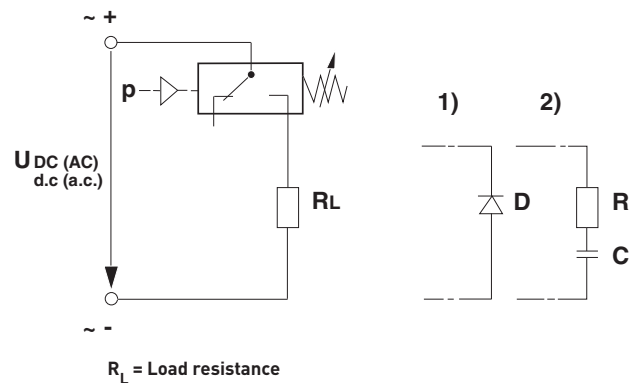 ~ +
p
1)
2)
U DC (AC)
d.c (a.c.)
RL
D
R
C
~ -
RL = Load resistance